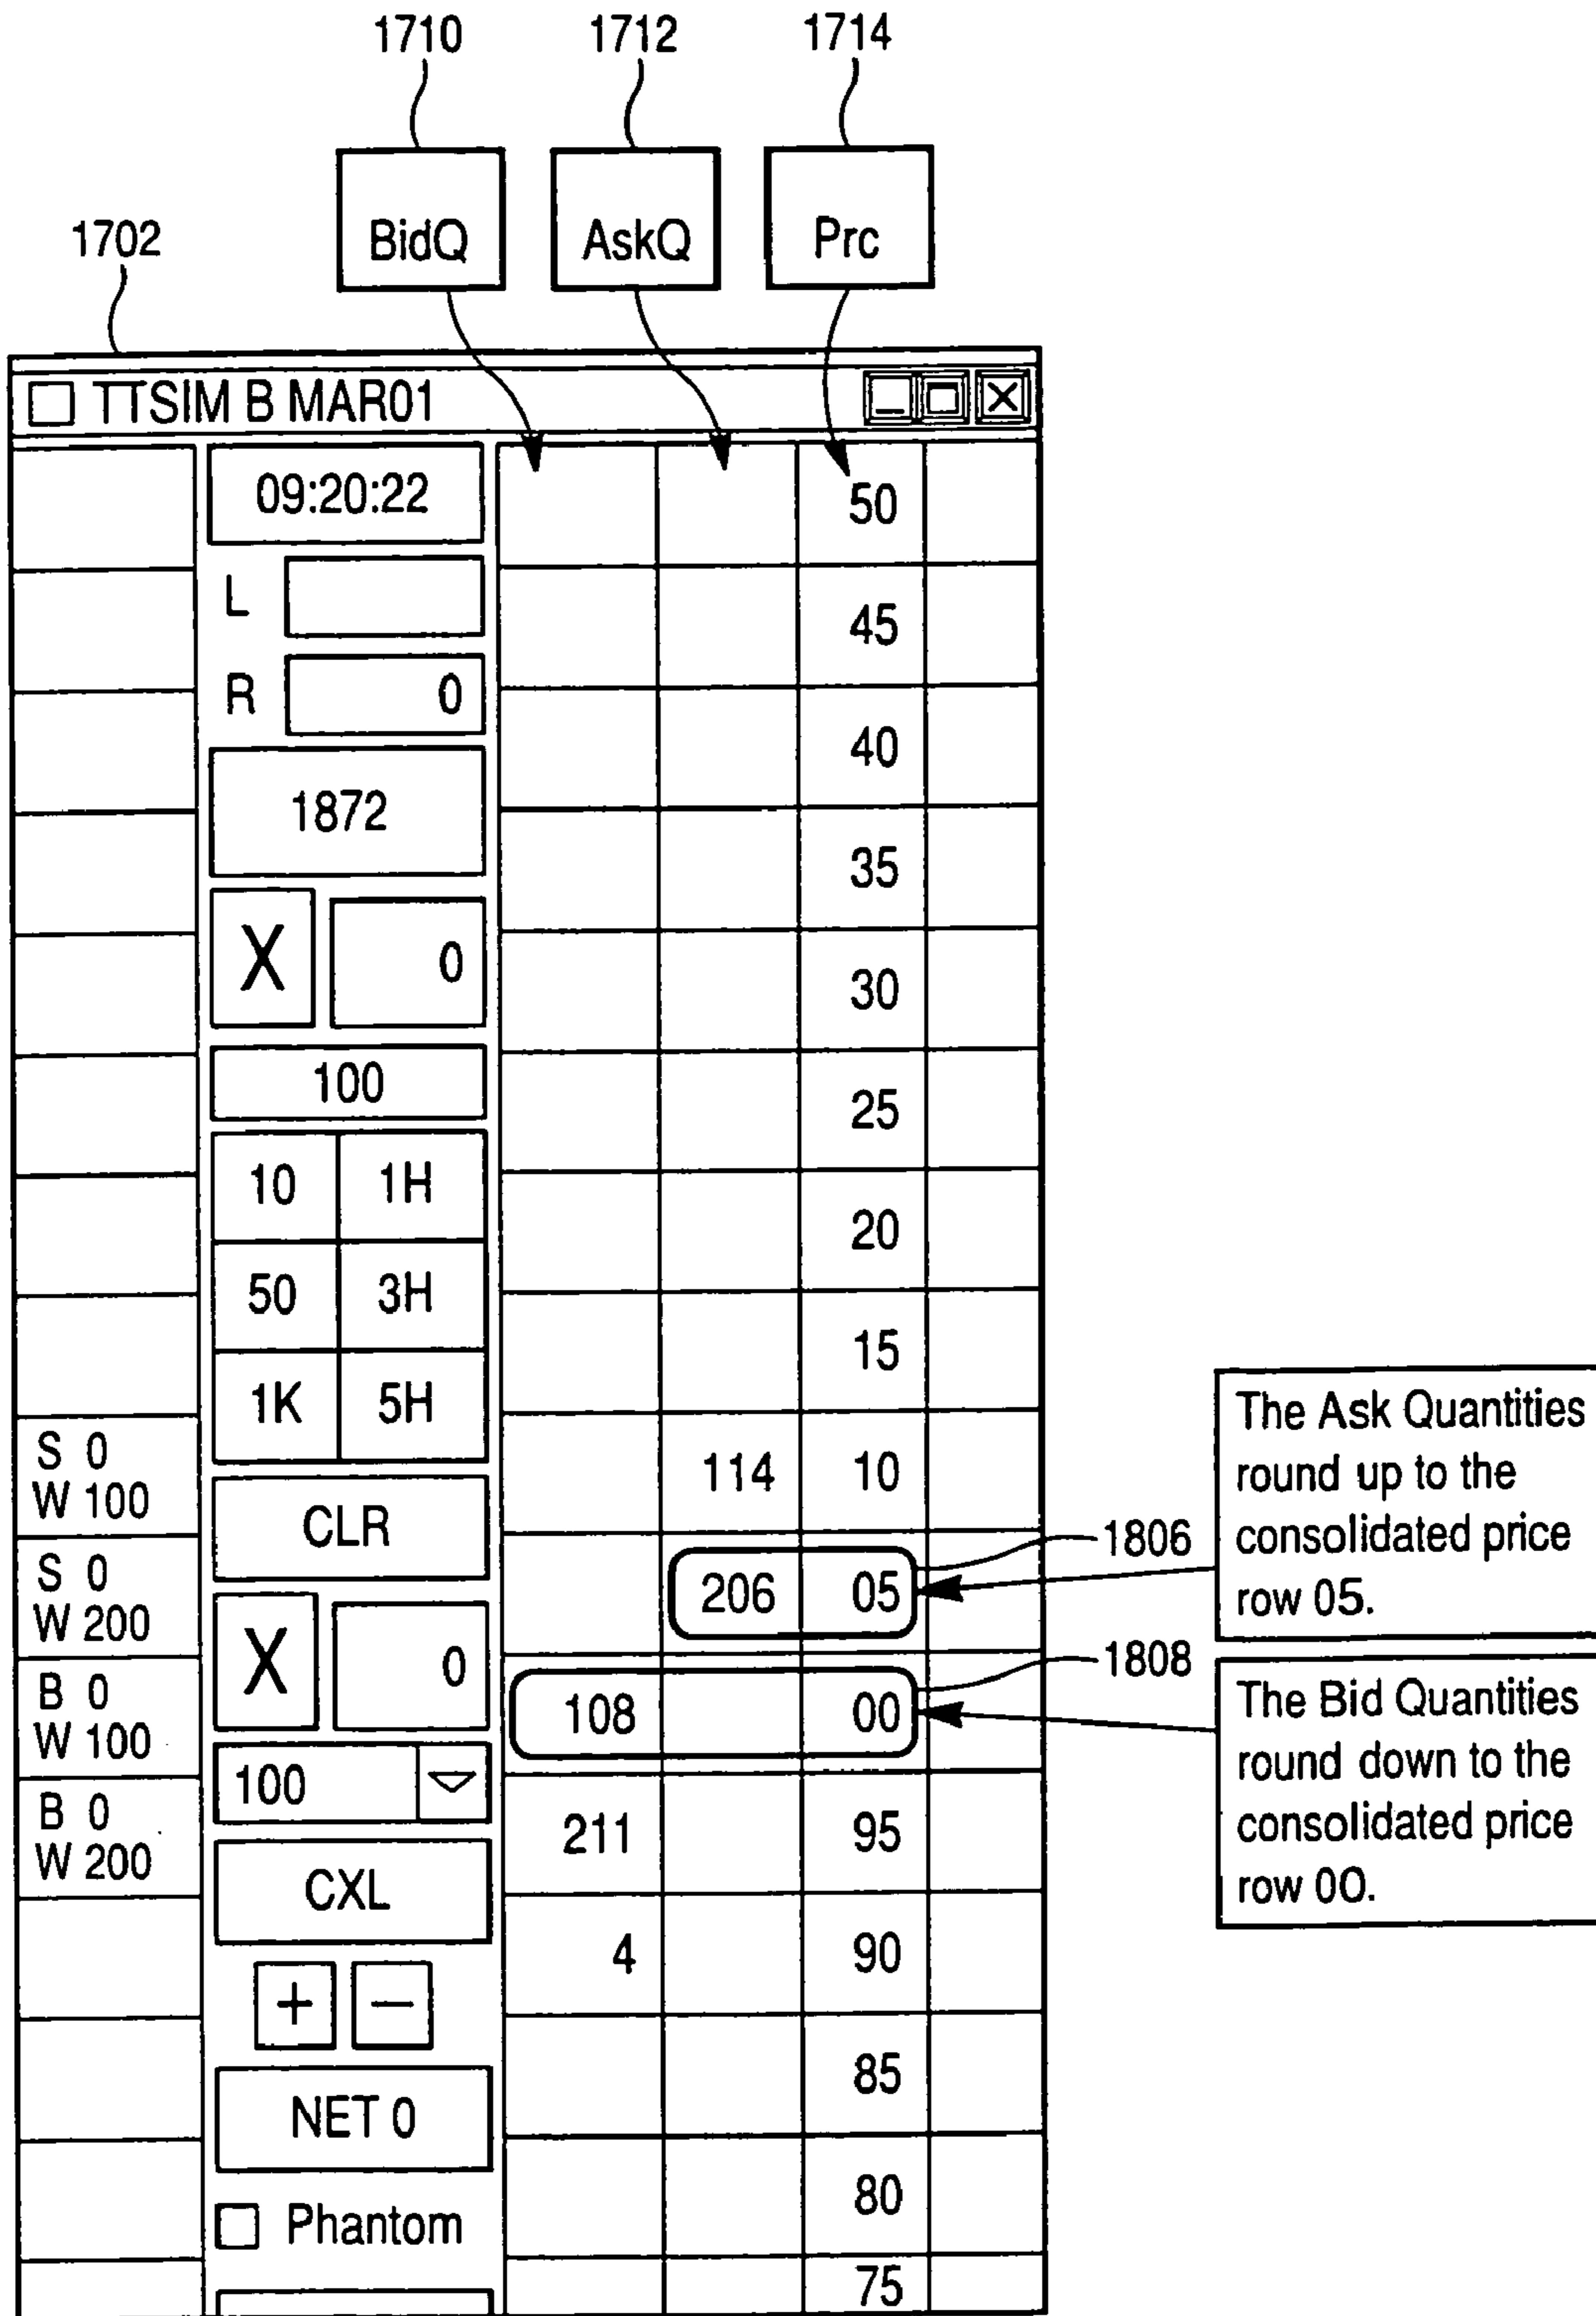 1710 1712 1714
BidQ AskQ Prc
1702
TTSIM B MAR01
09:20:22
50
L
45
R 0
40
1872
35
X 0
30
100
25
10 1H
20
50 3H
15
1K 5H
S 0
W 100
114 10
CLR
S 0
W 200
206 05
1806
The Ask Quantities
round up to the
consolidated price
row 05.
X 0
B 0
W 100
108 00
1808
The Bid Quantities
round down to the
consolidated price
row 00.
100
B 0
W 200
211 95
CXL
4 90
+ —
85
NET 0
80
Phantom
75